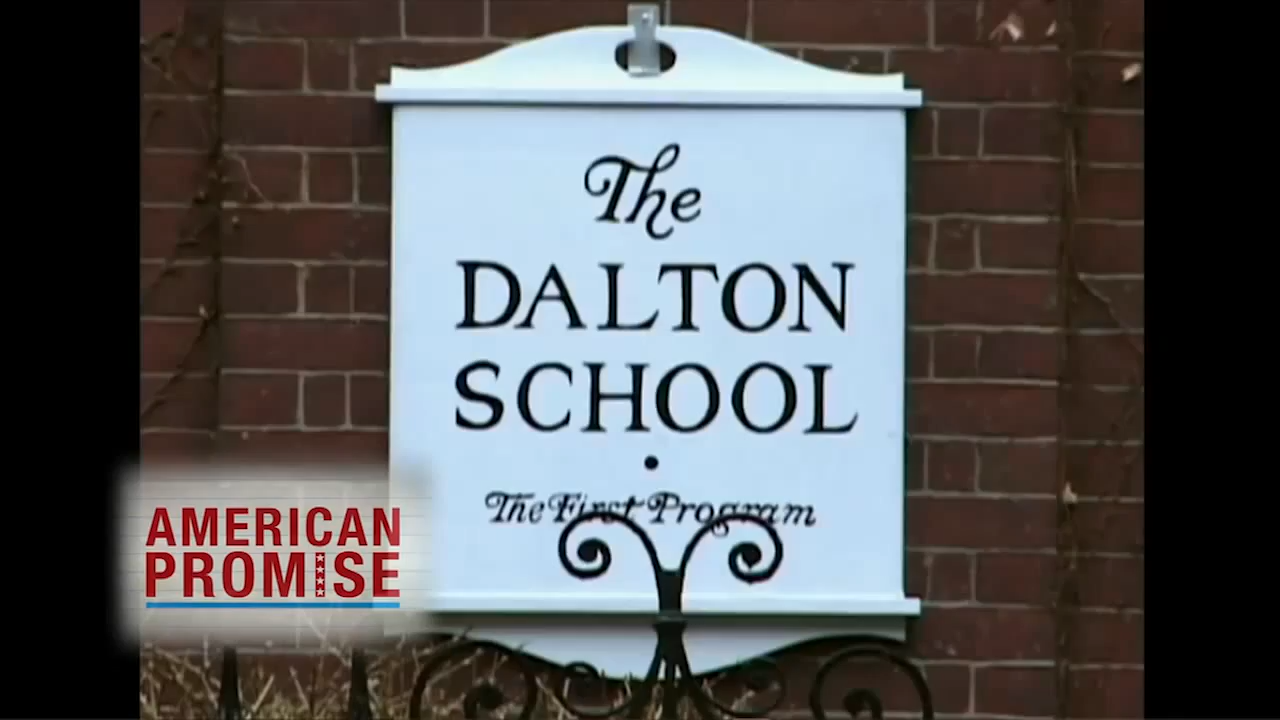 The
DALTON
SCHOOL
•
The First Program
AMERICAN
PROMISE